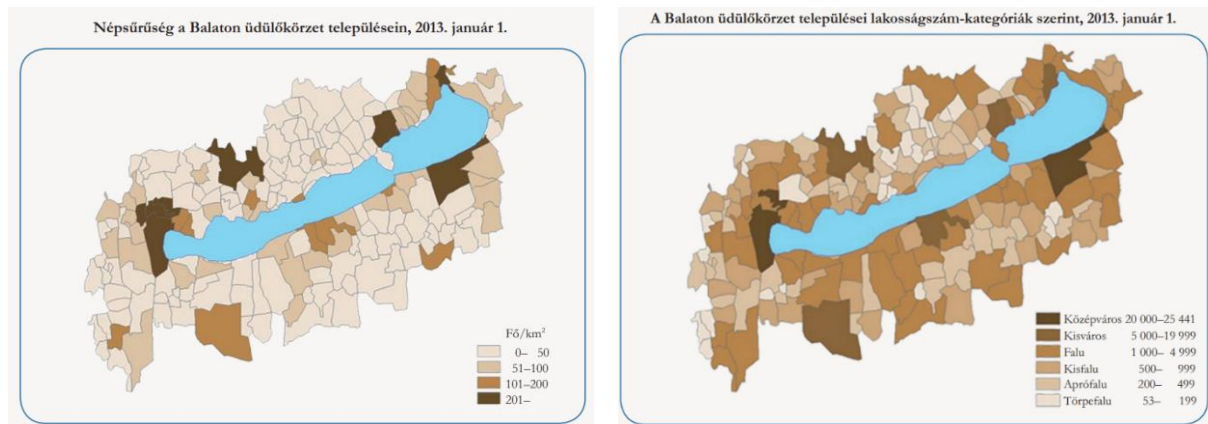 Népsűrűség a Balaton üdülőkörzet településein, 2013. január 1.
Fő/km²
0– 50
51–100
101–200
201–
A Balaton üdülőkörzet települései lakosságszám-kategóriák szerint, 2013. január 1.
Középváros 20 000–25 441
Kisváros 5 000–19 999
Falu 1 000– 4 999
Kisfalu 500– 999
Aprófalu 200– 499
Törpefalu 53– 199